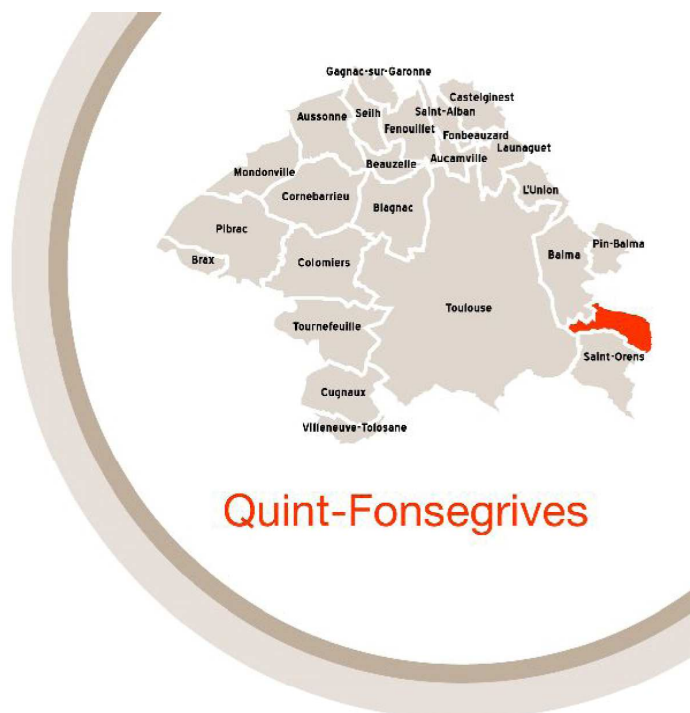 Gagnac-sur-Garonne
Castelginest
Seilh
Saint-Alban
Aussonne
Fenouillet
Fonbeauzard
Launaguet
Beauzelle
Aucamville
Mondonville
L'Union
Cornebarrieu
Blagnac
Pibrac
Pin-Balma
Balma
Brax
Colomiers
Toulouse
Tournefeuille
Saint-Orens
Cugnaux
Villeneuve-Tolosane
Quint-Fonsegrives